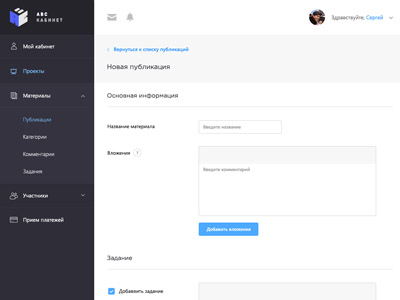 ABC
КАБИНЕТ
Здравствуйте, Сергей
Мой кабинет
Проекты
Материалы
Публикации
Категории
Комментарии
Задания
Участники
Прием платежей
‹ Вернуться к списку публикаций
Новая публикация
Основная информация
Название материала
Введите название
Вложения ?
Введите комментарий
Добавить вложения
Задание
Добавить задание